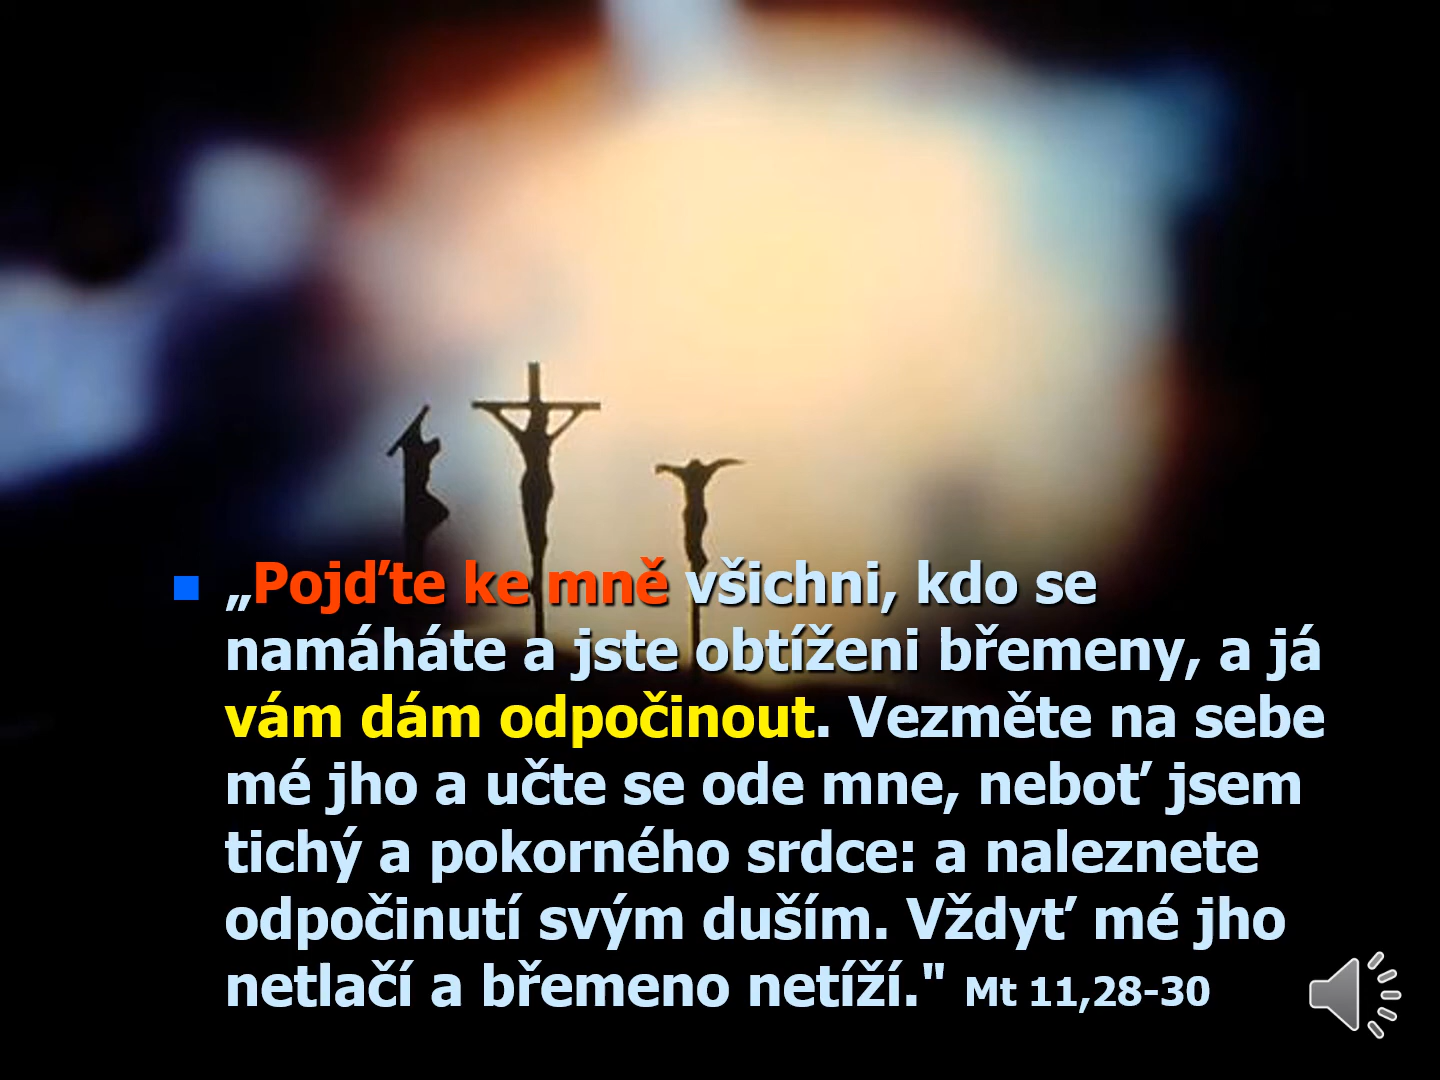 „Pojďte ke mně všichni, kdo se
namáháte a jste obtíženi břemeny, a já
vám dám odpočinout. Vezměte na sebe
mé jho a učte se ode mne, neboť jsem
tichý a pokorného srdce: a naleznete
odpočinutí svým duším. Vždyť mé jho
netlačí a břemeno netíží." Mt 11,28-30